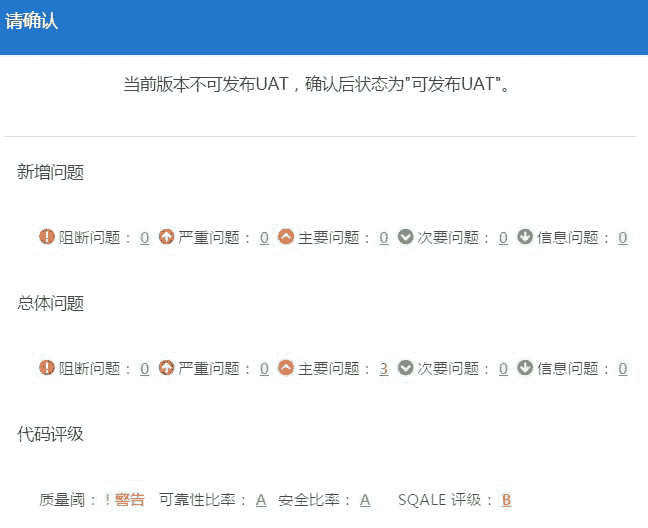 请确认
当前版本不可发布UAT，确认后状态为"可发布UAT"。
新增问题
阻断问题： 0 严重问题： 0 主要问题： 0 次要问题： 0 信息问题： 0
总体问题
阻断问题： 0 严重问题： 0 主要问题： 3 次要问题： 0 信息问题： 0
代码评级
质量阈： ! 警告 可靠性比率： A 安全比率： A SQALE 评级： B